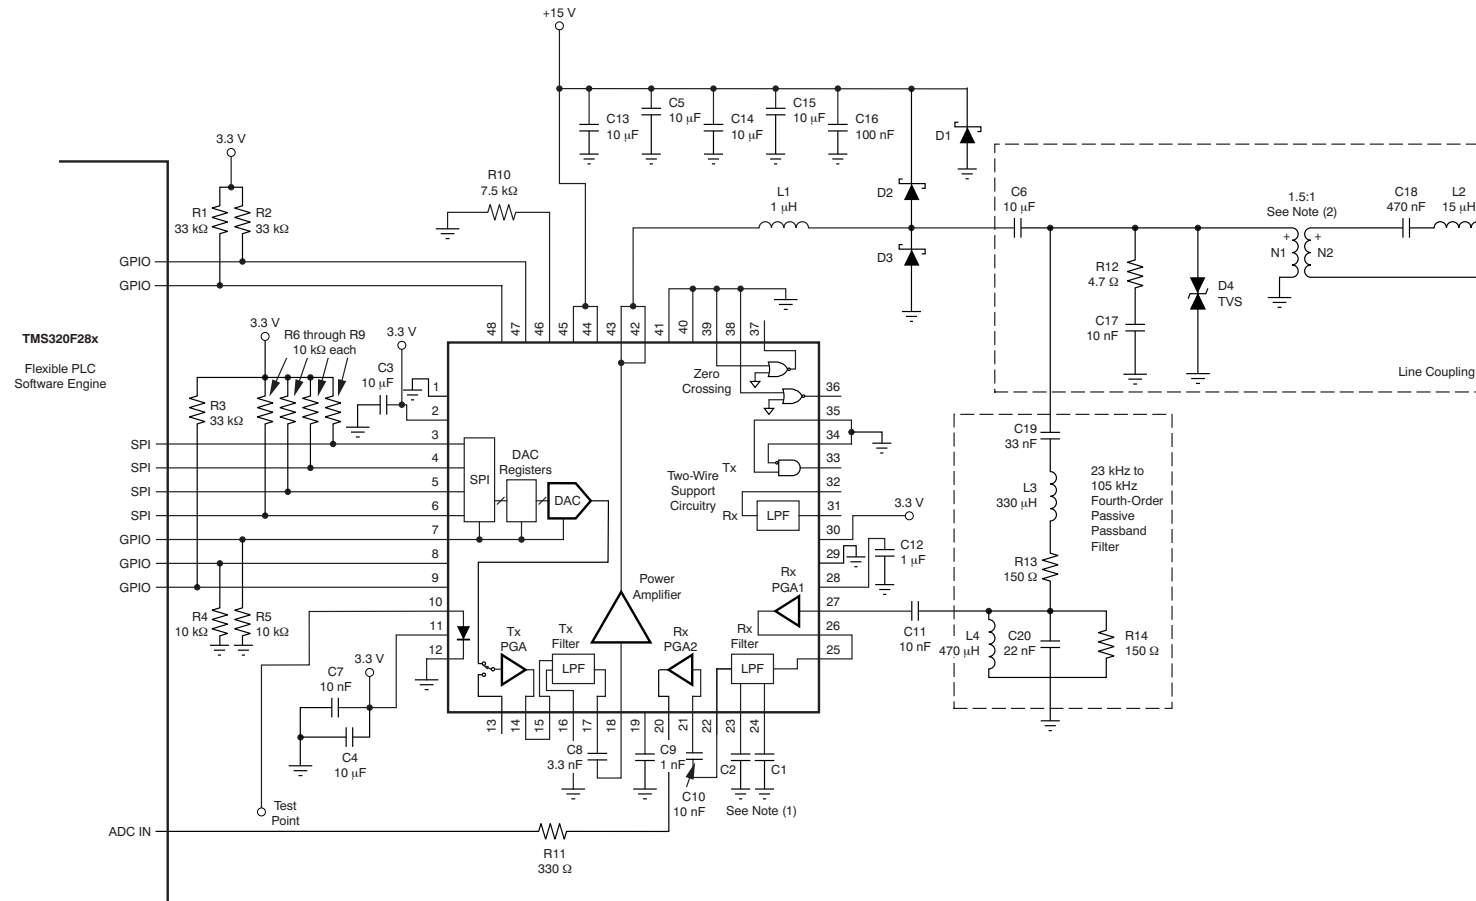 +15 V
C13
10 μF
C5
10 μF
C14
10 μF
C15
10 μF
C16
100 nF
D1
D2
D3
3.3 V
R1
33 kΩ
R2
33 kΩ
R10
7.5 kΩ
L1
1 μH
C6
10 μF
1.5:1
See Note (2)
+
N1
+
N2
C18
470 nF
L2
15 μH
R12
4.7 Ω
C17
10 nF
D4
TVS
Line Coupling
GPIO
GPIO
TMS320F28x
Flexible PLC
Software Engine
3.3 V
R6 through R9
10 kΩ each
3.3 V
C3
10 μF
R3
33 kΩ
SPI
SPI
SPI
SPI
GPIO
GPIO
GPIO
R4
10 kΩ
R5
10 kΩ
48
47
46
45
44
43
42
41
40
39
38
37
1
2
3
4
5
6
7
8
9
10
11
12
36
35
34
33
32
31
30
29
28
27
26
25
13
14
15
16
17
18
19
20
21
22
23
24
SPI
DAC
Registers
DAC
Zero
Crossing
Two-Wire
Support
Circuitry
Tx
Rx
LPF
Power
Amplifier
Tx
PGA
Tx
Filter
LPF
Rx
PGA2
Rx
Filter
LPF
Rx
PGA1
3.3 V
C12
1 μF
C11
10 nF
C19
33 nF
L3
330 μH
R13
150 Ω
23 kHz to
105 kHz
Fourth-Order
Passive
Passband
Filter
L4
470 μH
C20
22 nF
R14
150 Ω
3.3 V
C7
10 nF
C4
10 μF
Test
Point
C8
3.3 nF
C9
1 nF
C10
10 nF
C2
C1
See Note (1)
ADC IN
R11
330 Ω